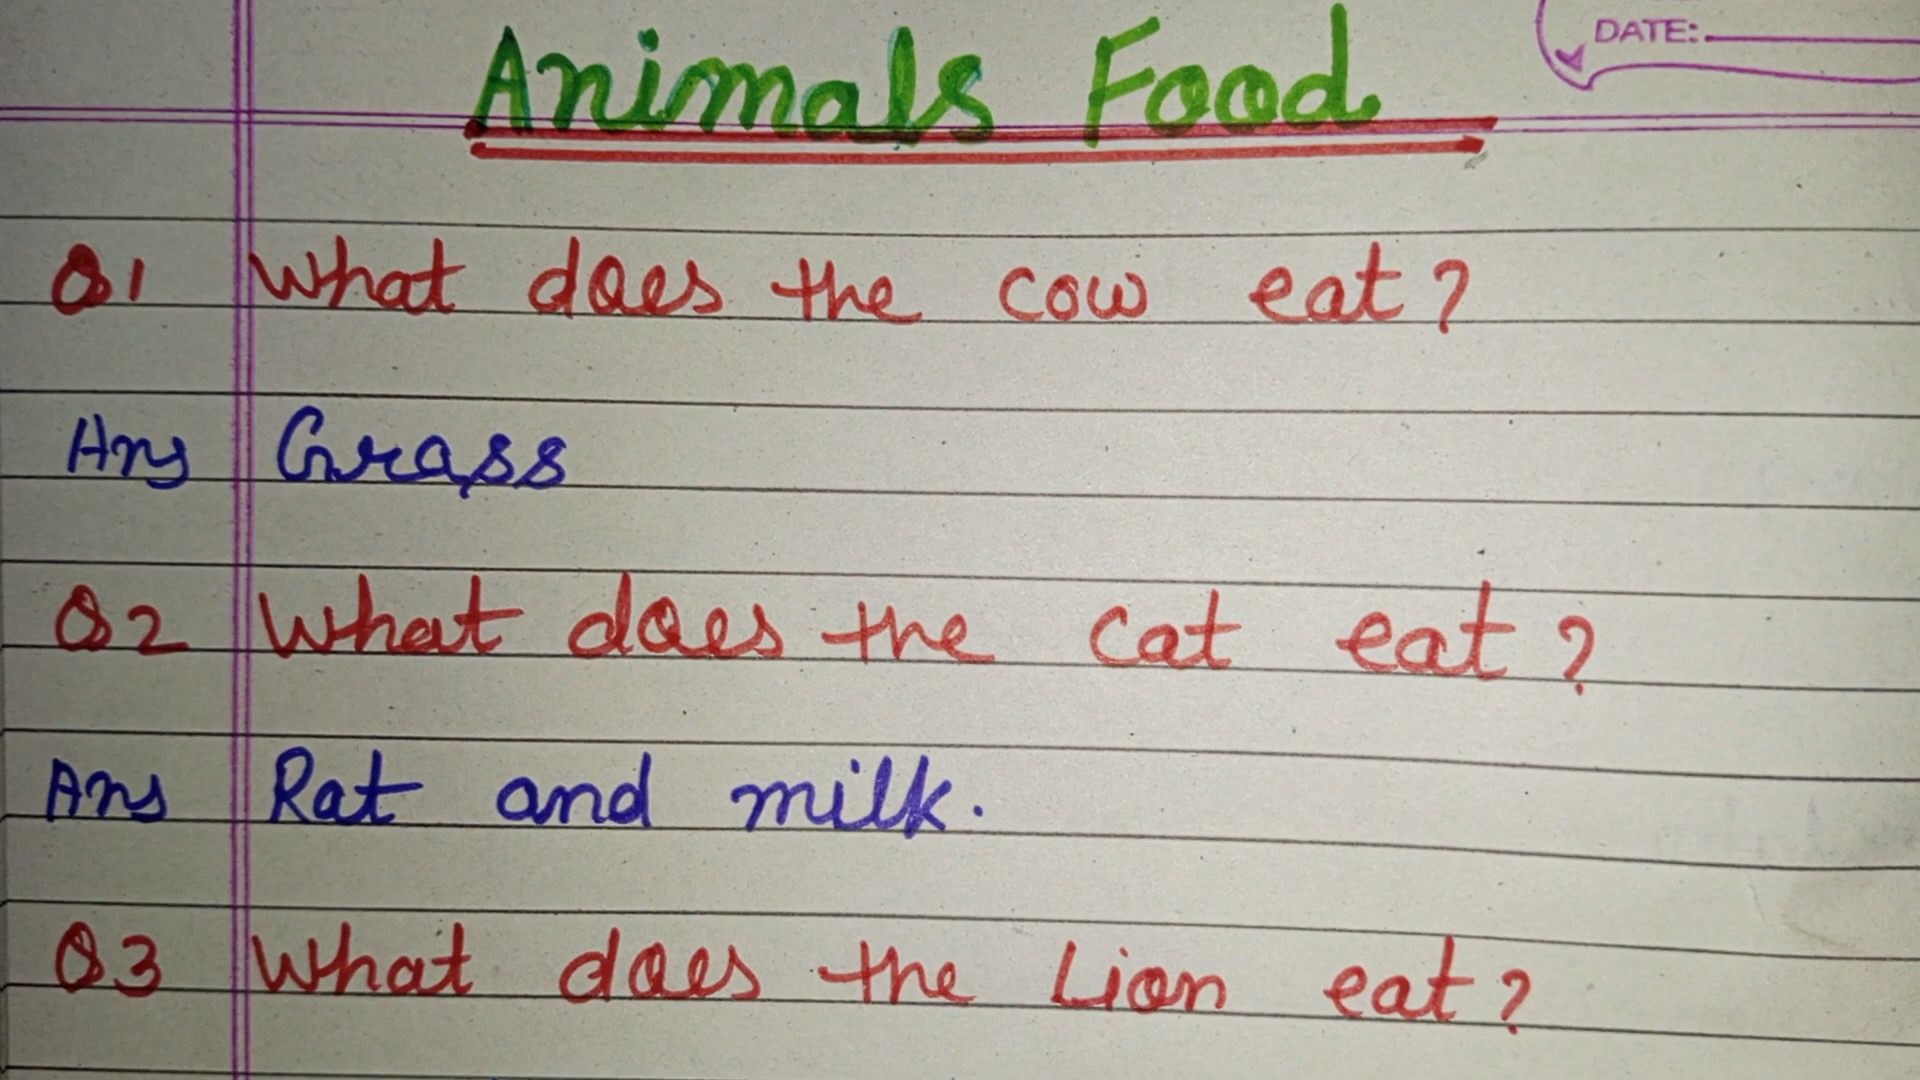 DATE:
Animals Food
Q1 What does the cow eat?
Ans Grass
Q2 What does the cat eat?
Ans Rat and milk.
Q3 What does the Lion eat?